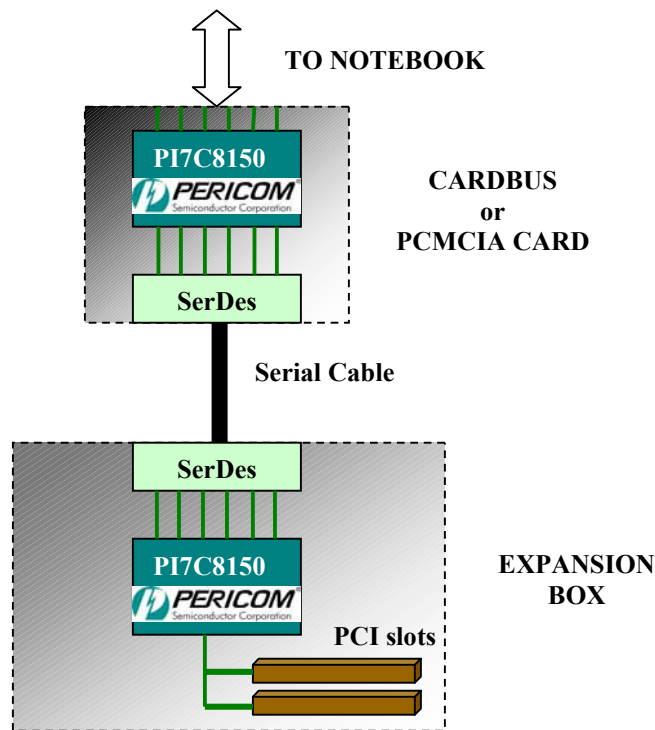 TO NOTEBOOK
PI7C8150
PERICOM®
Semiconductor Corporation
CARDBUS
or
PCMCIA CARD
SerDes
Serial Cable
SerDes
PI7C8150
PERICOM®
Semiconductor Corporation
EXPANSION
BOX
PCI slots